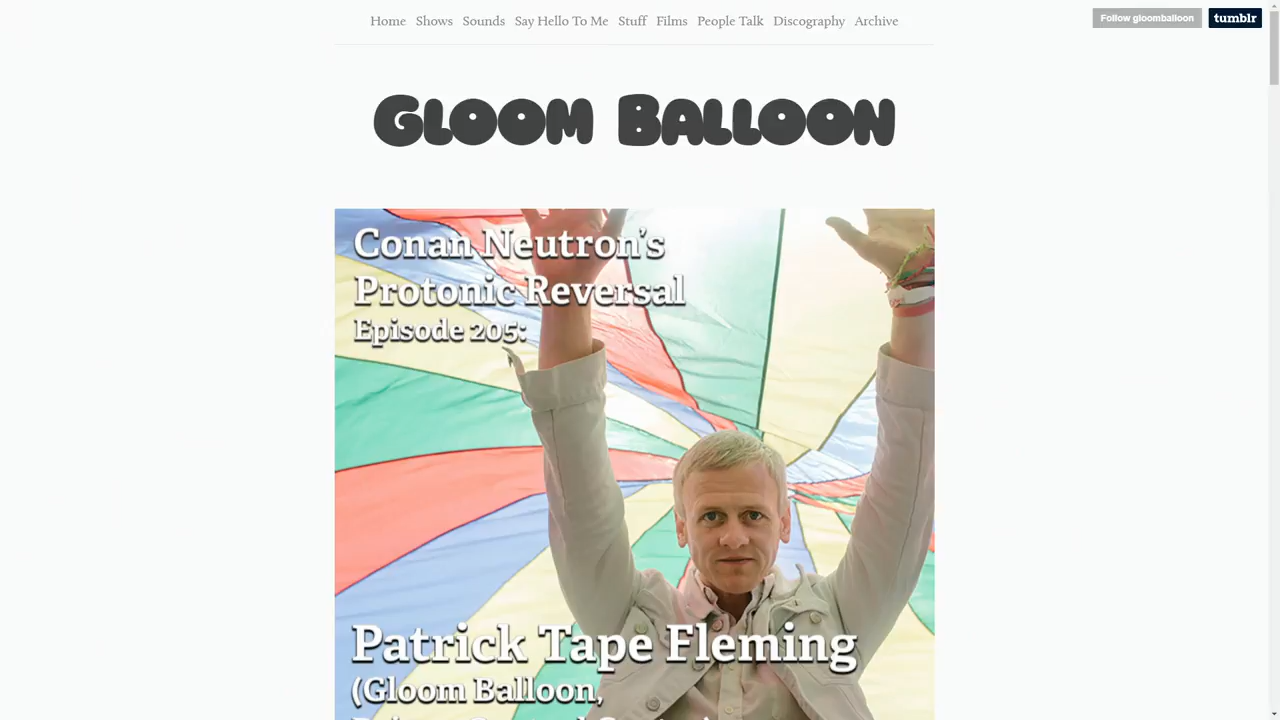 Home Shows Sounds Say Hello To Me Stuff Films People Talk Discography Archive
Follow gloomballoon
tumblr
Gloom Balloon
Conan Neutron's
Protonic Reversal
Episode 205:
Patrick Tape Fleming
(Gloom Balloon,